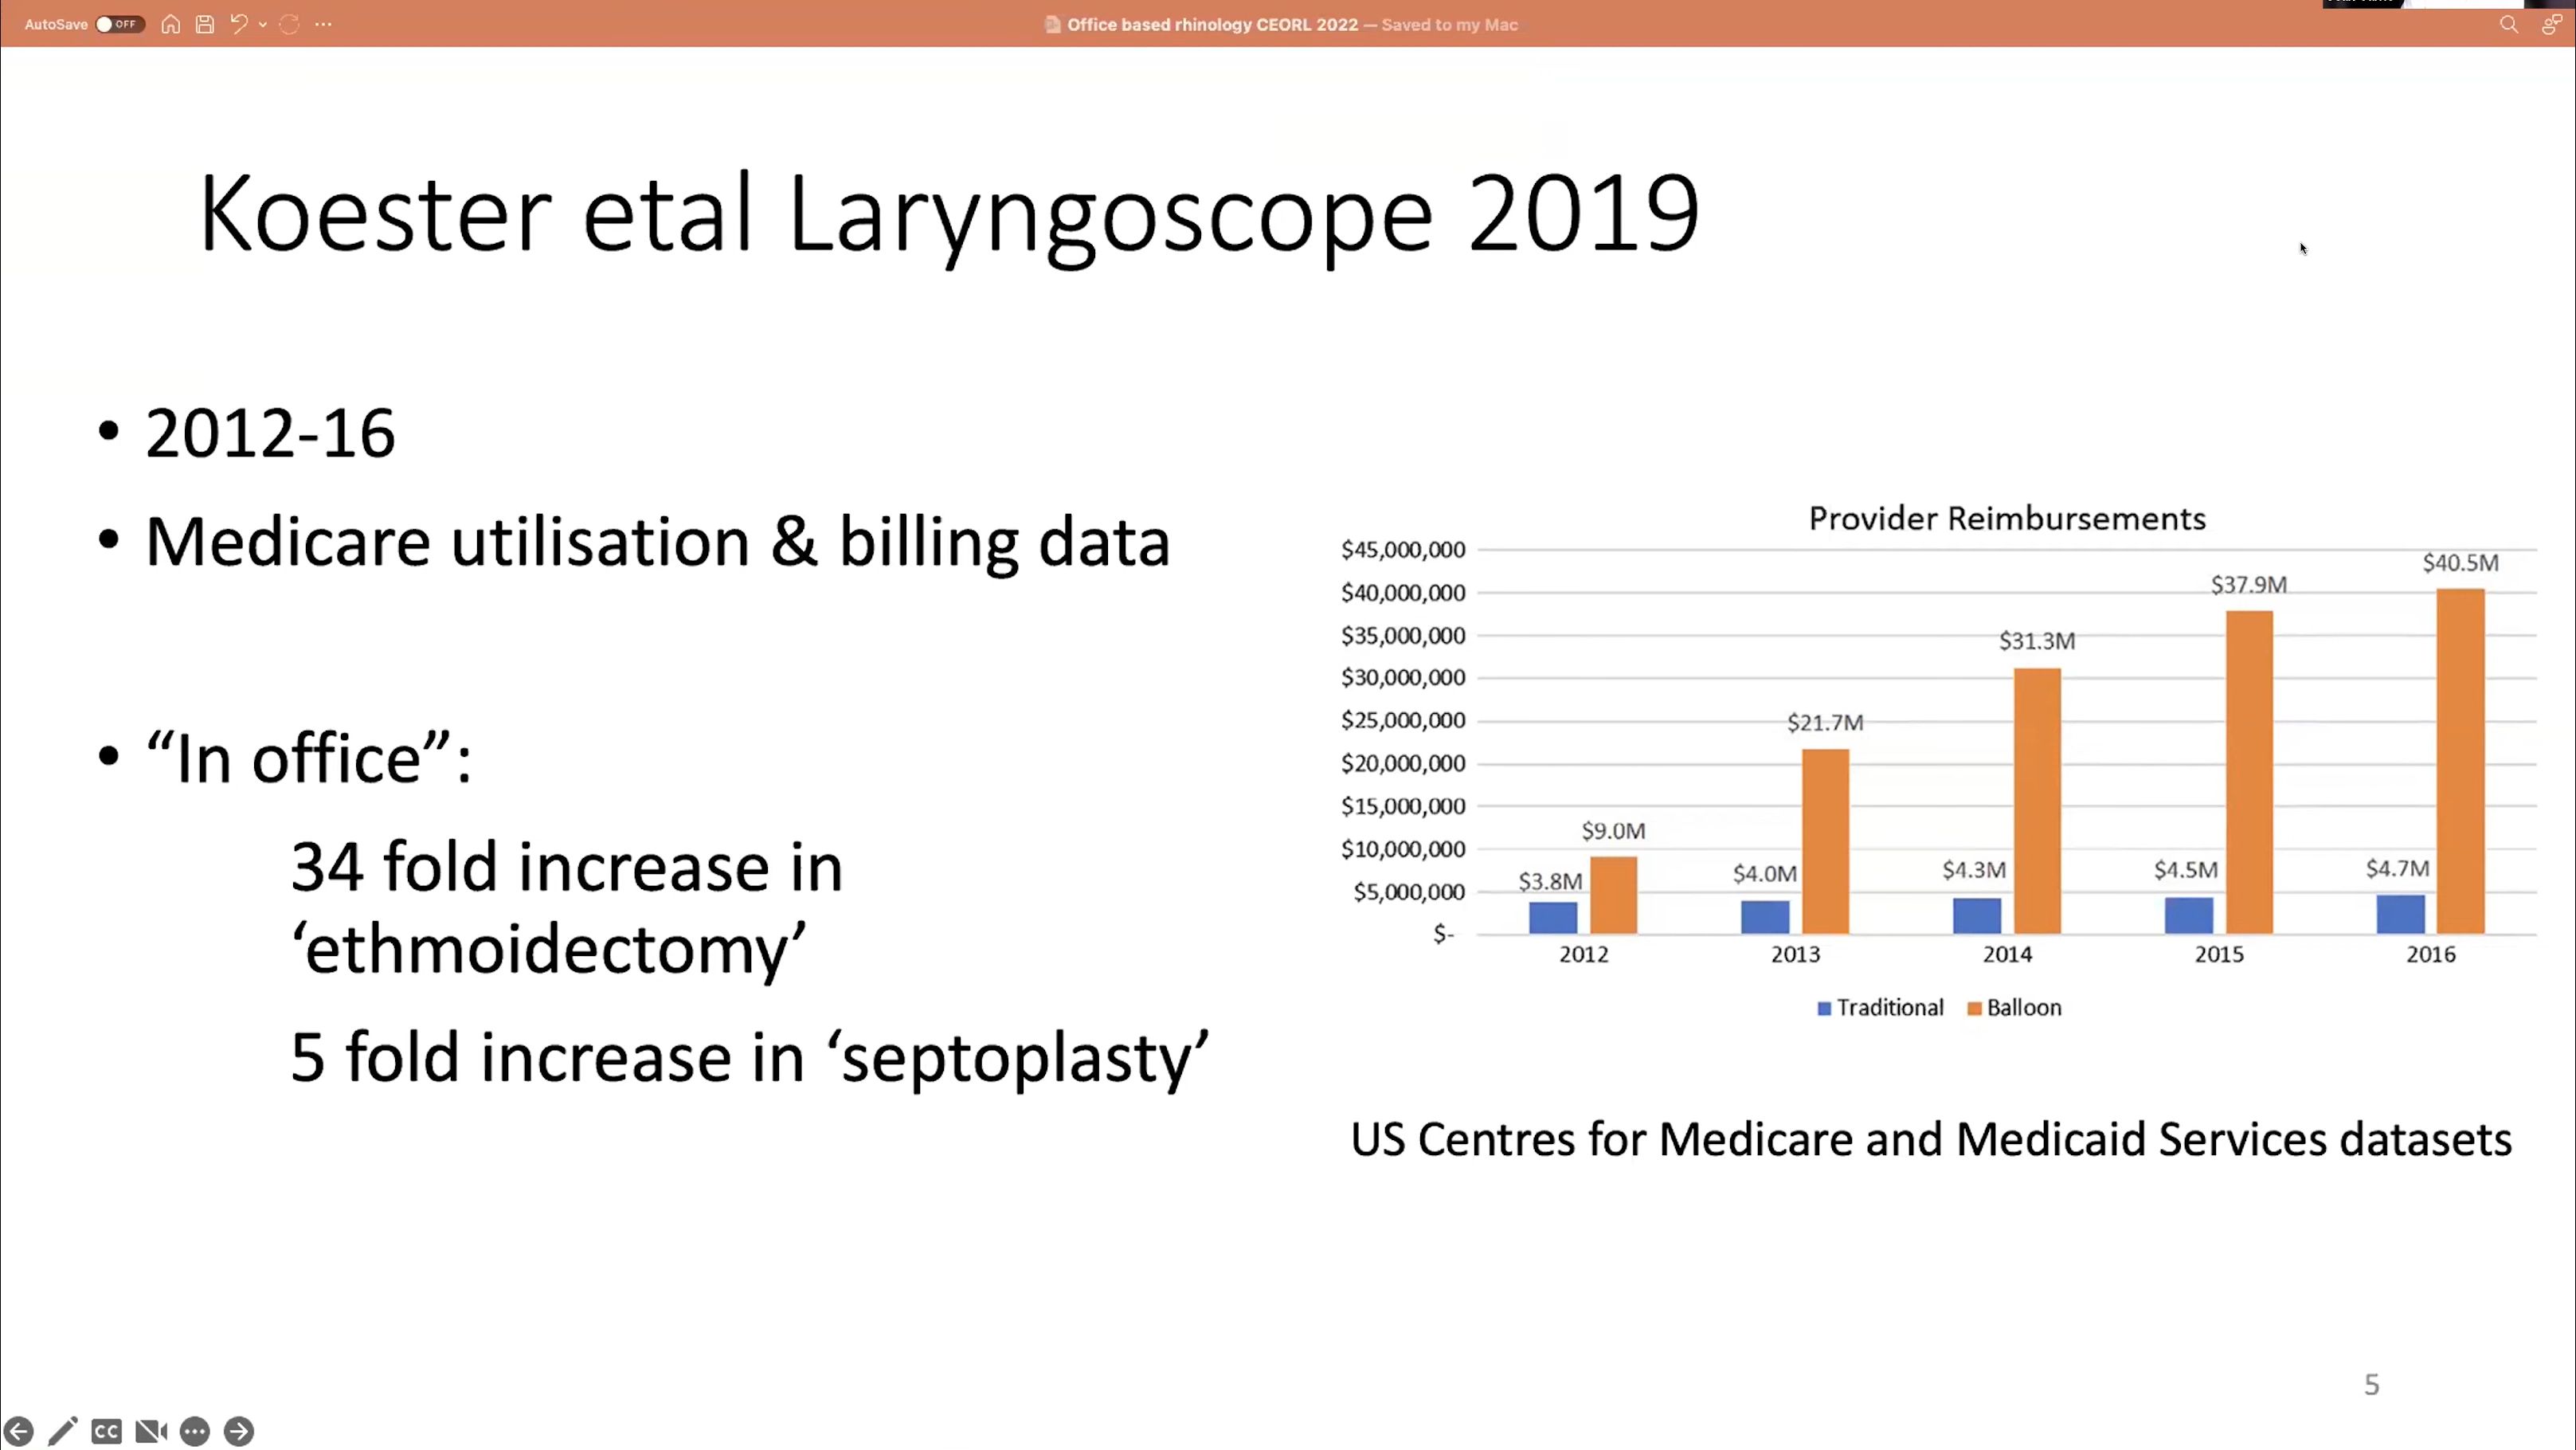 AutoSave OFF
Office based rhinology CEORL 2022 — Saved to my Mac
Koester etal Laryngoscope 2019
• 2012-16
• Medicare utilisation & billing data
• “In office”:
34 fold increase in
‘ethmoidectomy’
5 fold increase in ‘septoplasty’
Provider Reimbursements
$45,000,000
$40,000,000
$35,000,000
$30,000,000
$25,000,000
$20,000,000
$15,000,000
$10,000,000
$5,000,000
$-
$3.8M
$9.0M
$4.0M
$21.7M
$4.3M
$31.3M
$4.5M
$37.9M
$4.7M
$40.5M
2012 2013 2014 2015 2016
Traditional Balloon
US Centres for Medicare and Medicaid Services datasets
5
CC